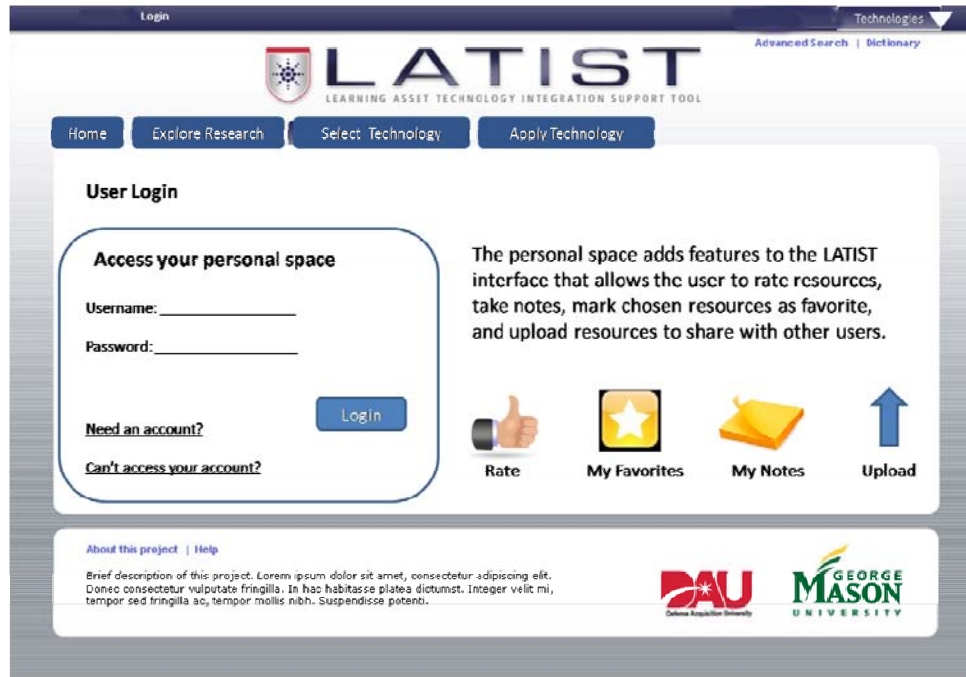 Login
Technologies
Advanced Search | Dictionary
LATIST
LEARNING ASSET TECHNOLOGY INTEGRATION SUPPORT TOOL
Home Explore Research Select Technology Apply Technology
User Login
Access your personal space
Username:
Password:
Login
Need an account?
Can't access your account?
The personal space adds features to the LATIST
interface that allows the user to rate resources,
take notes, mark chosen resources as favorite,
and upload resources to share with other users.
Rate My Favorites My Notes Upload
About this project | Help
Brief description of this project. Lorem ipsum dolor sit amet, consectetur adipiscing elit.
Donec consectetur vulputate fringilla. In hac habitasse platea dictumst. Integer velit mi,
tempor sed fringilla ac, tempor mollis nibh. Suspendisse potenti.
DAU
Defense Acquisition University
GEORGE
MASON
UNIVERSITY